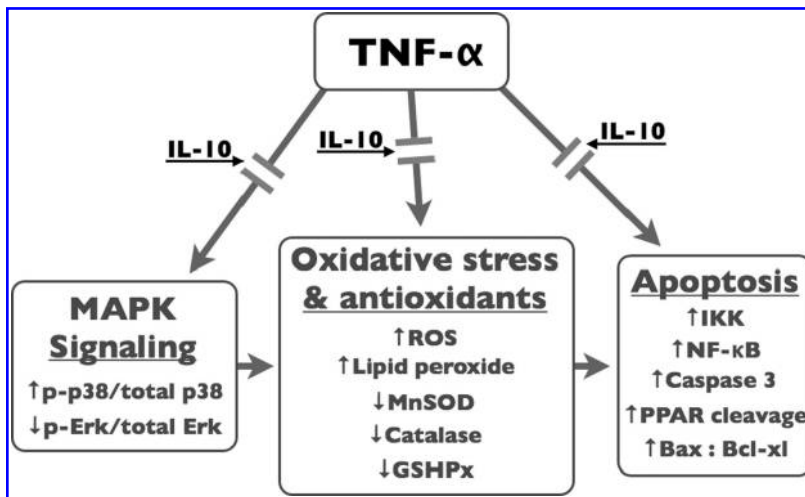 TNF-α
IL-10
IL-10
IL-10
MAPK
Signaling
↑p-p38/total p38
↓p-Erk/total Erk
Oxidative stress
& antioxidants
↑ROS
↑Lipid peroxide
↓MnSOD
↓Catalase
↓GSHPx
Apoptosis
↑IKK
↑NF-κB
↑Caspase 3
↑PPAR cleavage
↑Bax : Bcl-xl